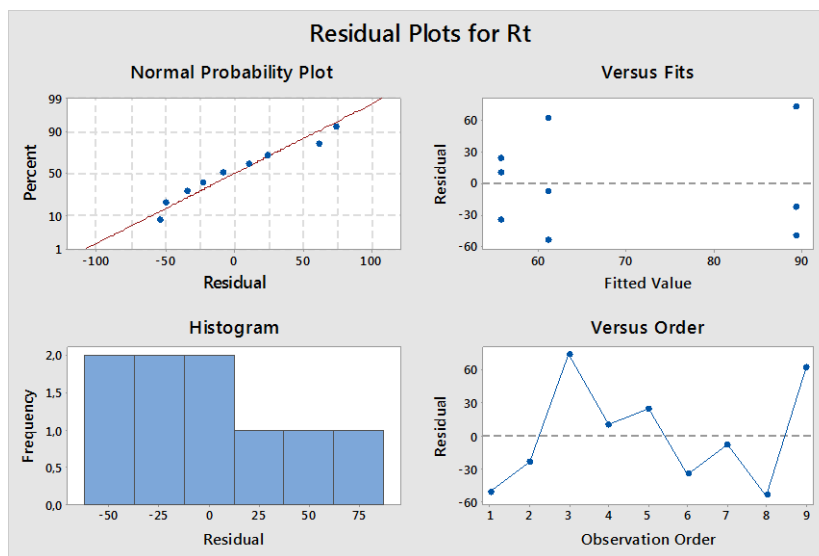 Residual Plots for Rt
Normal Probability Plot
99
90
50
10
1
Percent
-100 -50 0 50 100
Residual
Versus Fits
60
30
0
-30
-60
Residual
60 70 80 90
Fitted Value
Histogram
2,0
1,5
1,0
0,5
0,0
Frequency
-50 -25 0 25 50 75
Residual
Versus Order
60
30
0
-30
-60
Residual
1 2 3 4 5 6 7 8 9
Observation Order